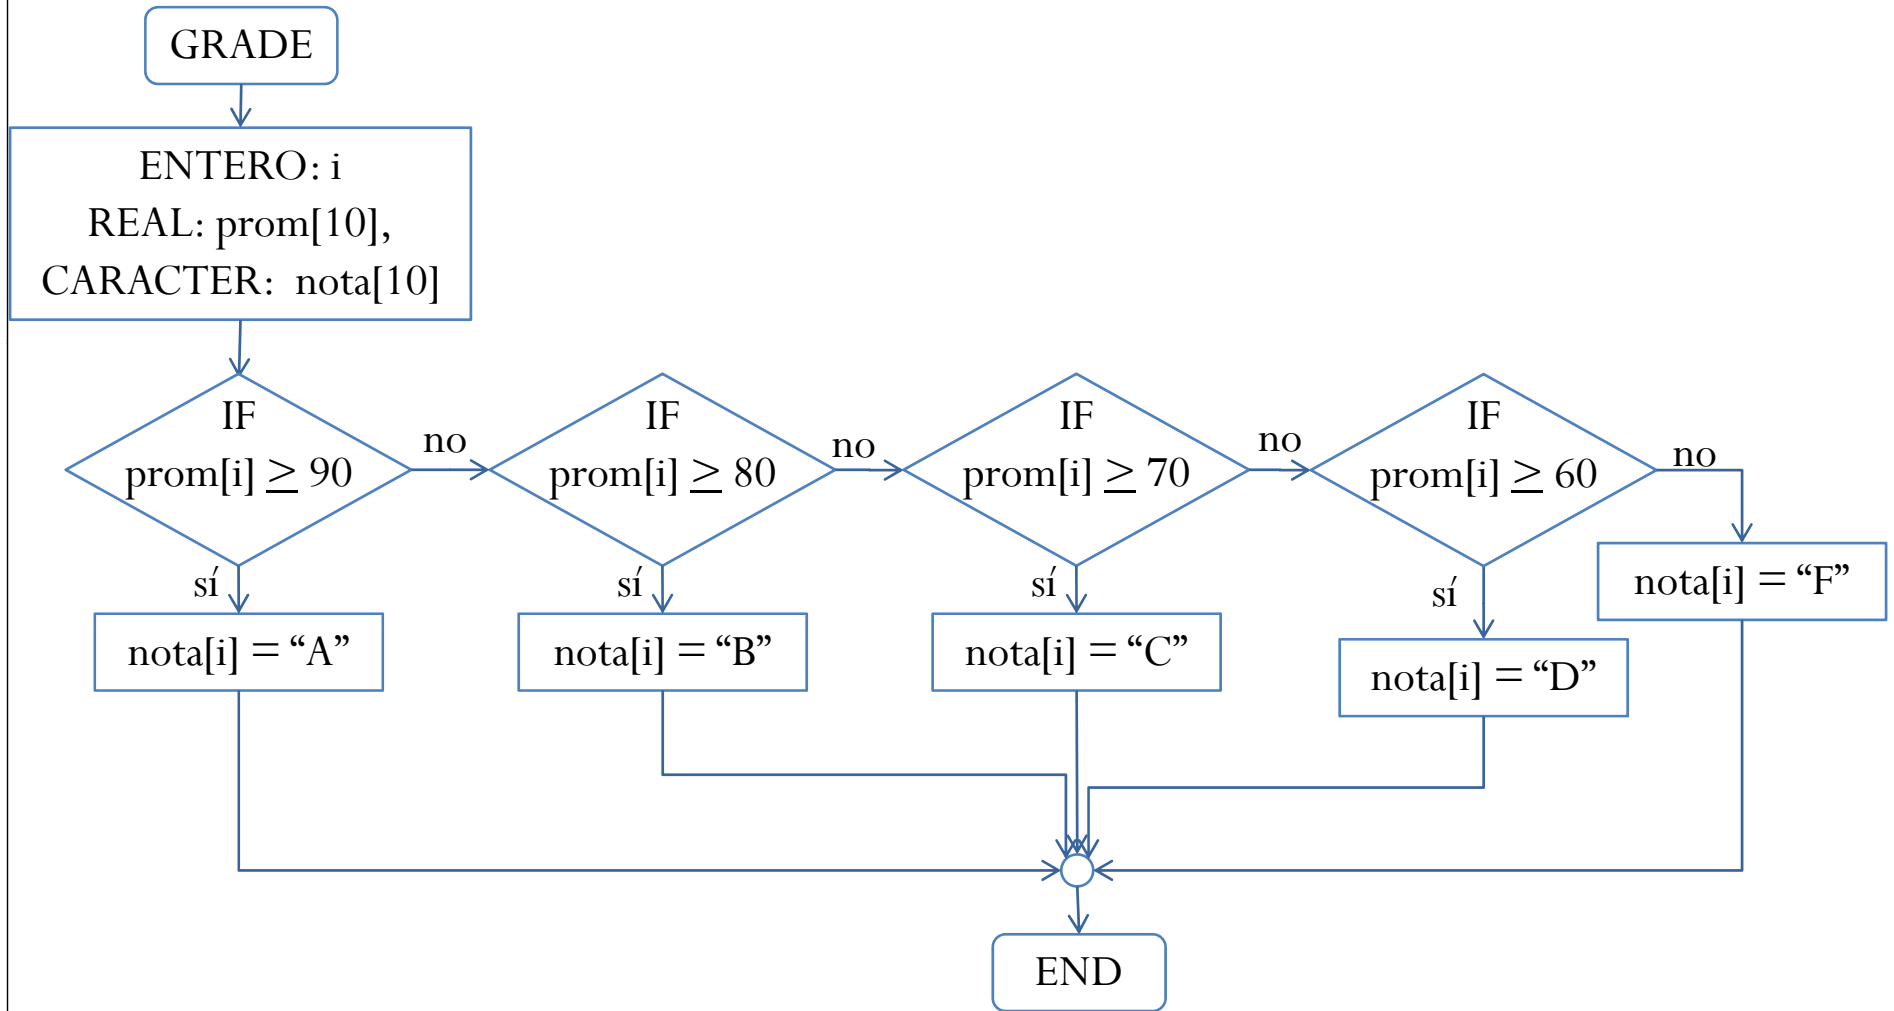 GRADE
ENTERO: i
REAL: prom[10],
CARACTER: nota[10]
IF
prom[i] ≥ 90
no
IF
prom[i] ≥ 80
no
IF
prom[i] ≥ 70
no
IF
prom[i] ≥ 60
no
sí
sí
sí
sí
nota[i] = “A”
nota[i] = “B”
nota[i] = “C”
nota[i] = “D”
nota[i] = “F”
END